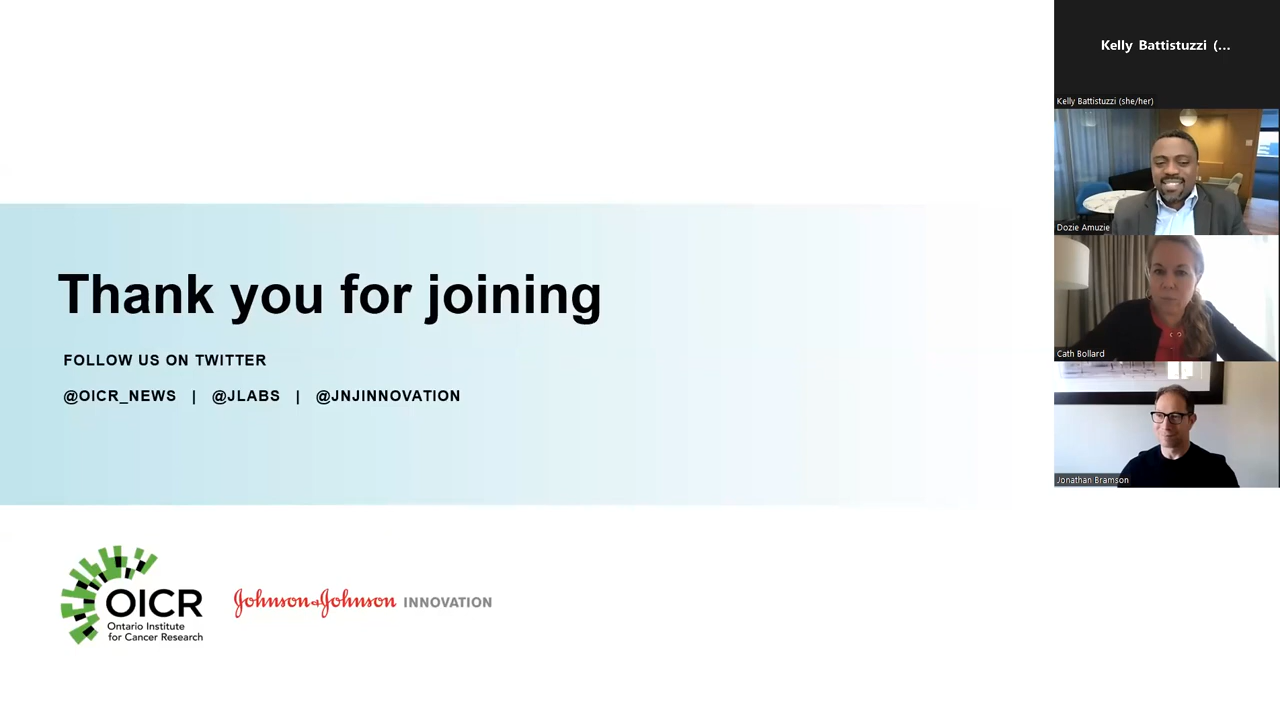 Thank you for joining
FOLLOW US ON TWITTER
@OICR_NEWS | @JLABS | @JNJINNOVATION
OICR
Ontario Institute
for Cancer Research
Johnson & Johnson INNOVATION
Kelly Battistuzzi (...
Kelly Battistuzzi (she/her)
Dozie Amuzie
Cath Bollard
Jonathan Bramson